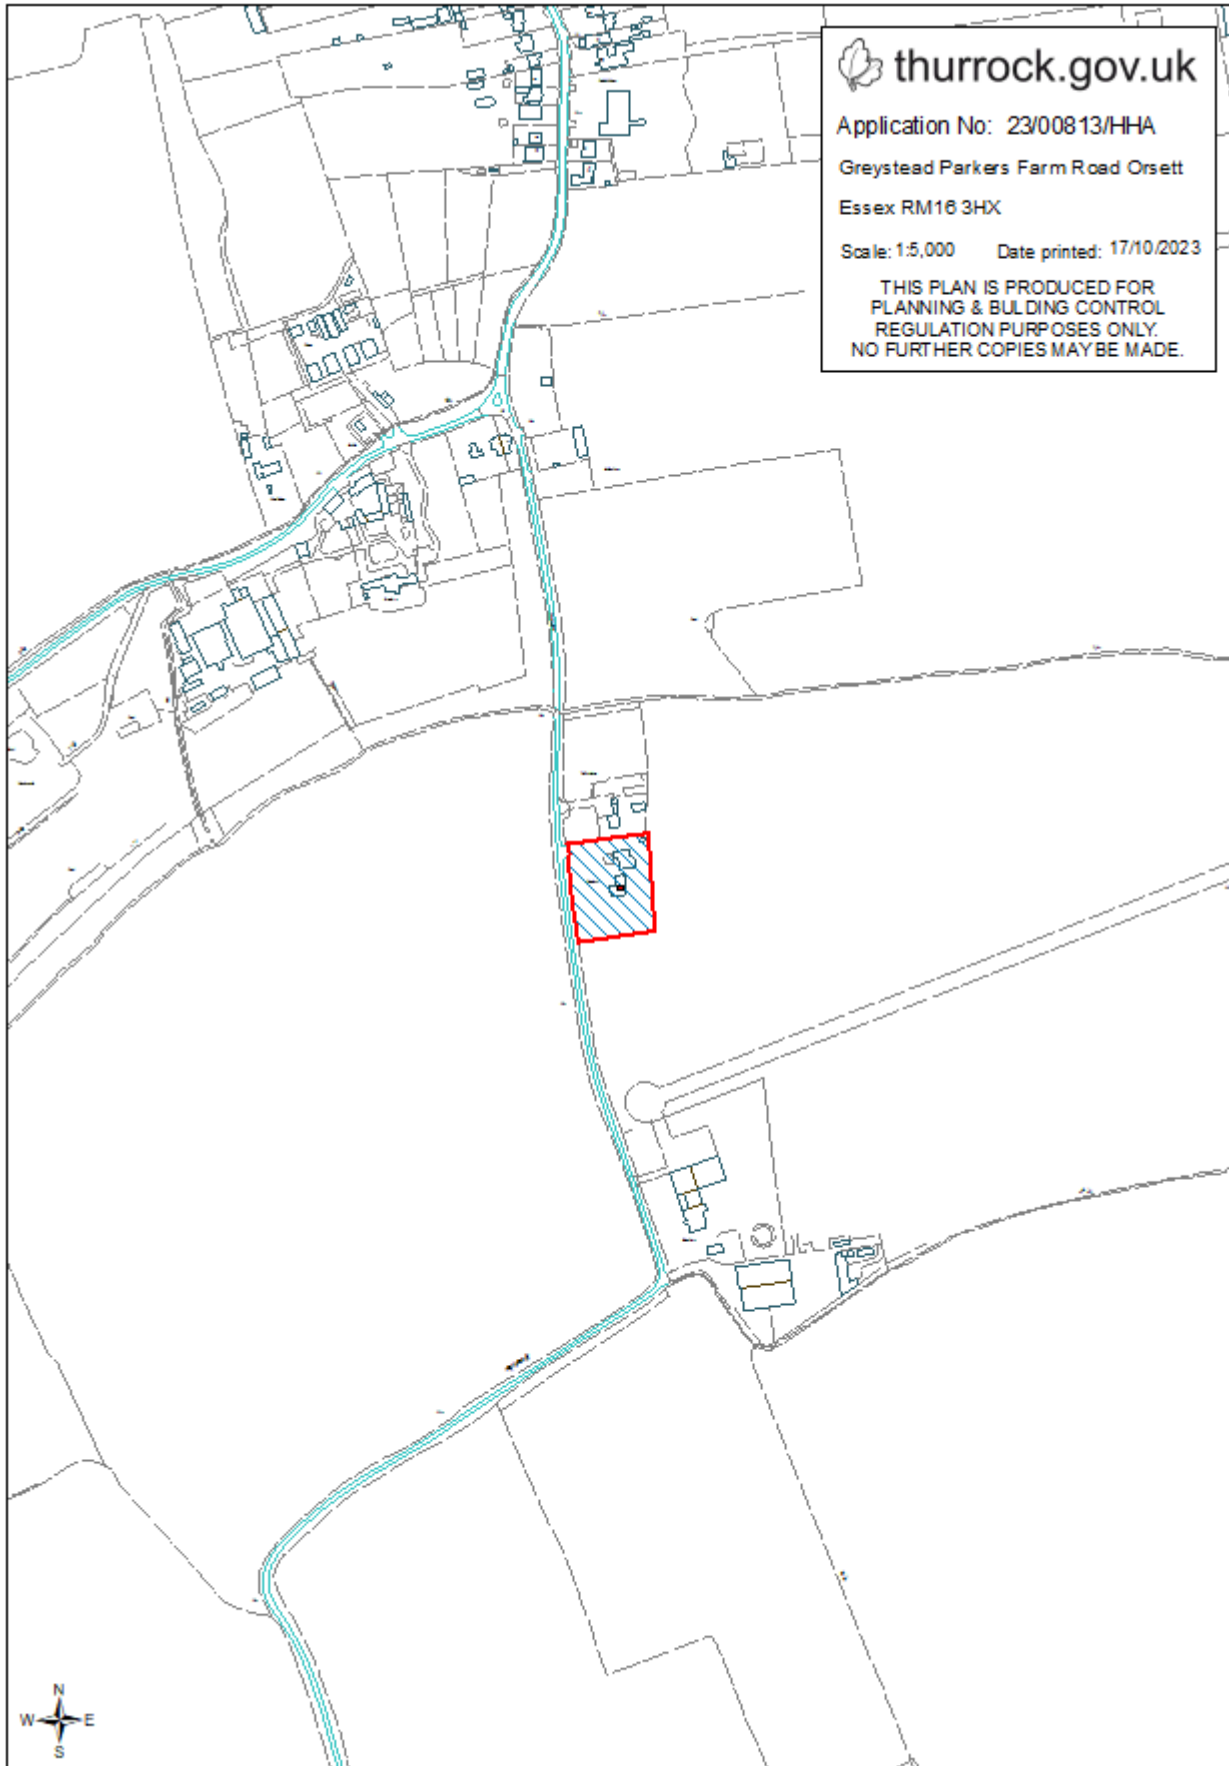 thurrock.gov.uk
Application No: 23/00813/HHA
Greystead Parkers Farm Road Orsett
Essex RM16 3HX
Scale: 1:5,000 Date printed: 17/10/2023
THIS PLAN IS PRODUCED FOR
PLANNING & BULDING CONTROL
REGULATION PURPOSES ONLY.
NO FURTHER COPIES MAY BE MADE.
N
W E
S